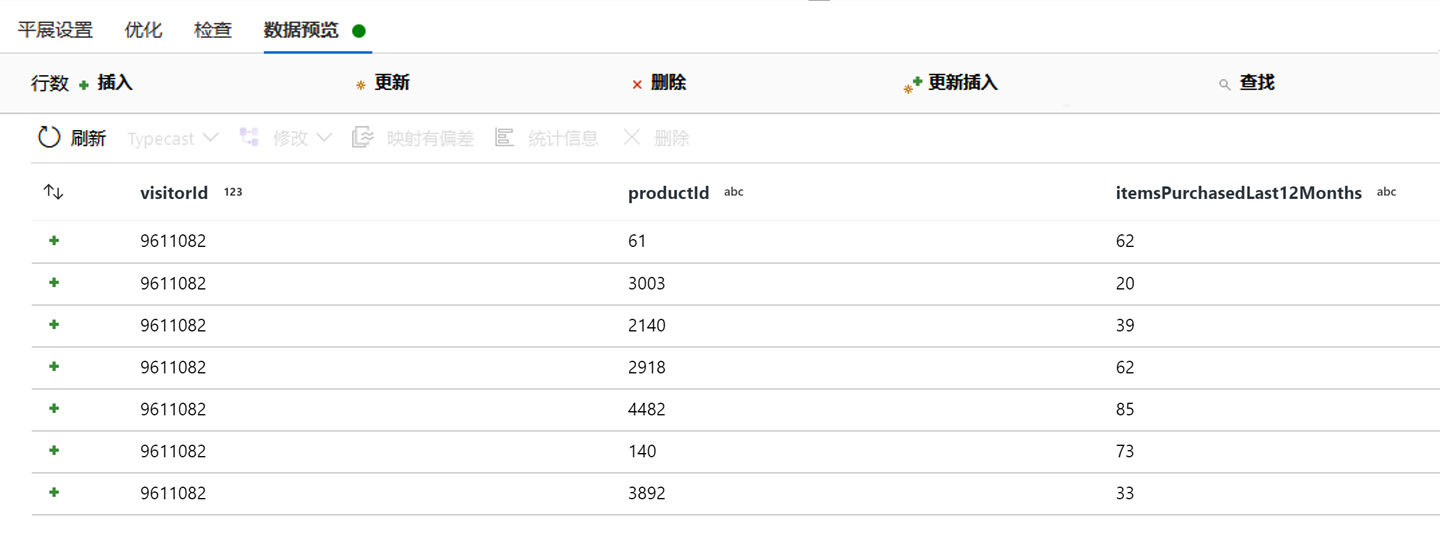 平展设置 优化 检查 数据预览
行数 插入 更新 删除 更新插入 查找
刷新 Typecast 修改 映射有偏差 统计信息 删除
visitorId 123 productId abc itemsPurchasedLast12Months abc
9611082 61 62
9611082 3003 20
9611082 2140 39
9611082 2918 62
9611082 4482 85
9611082 140 73
9611082 3892 33